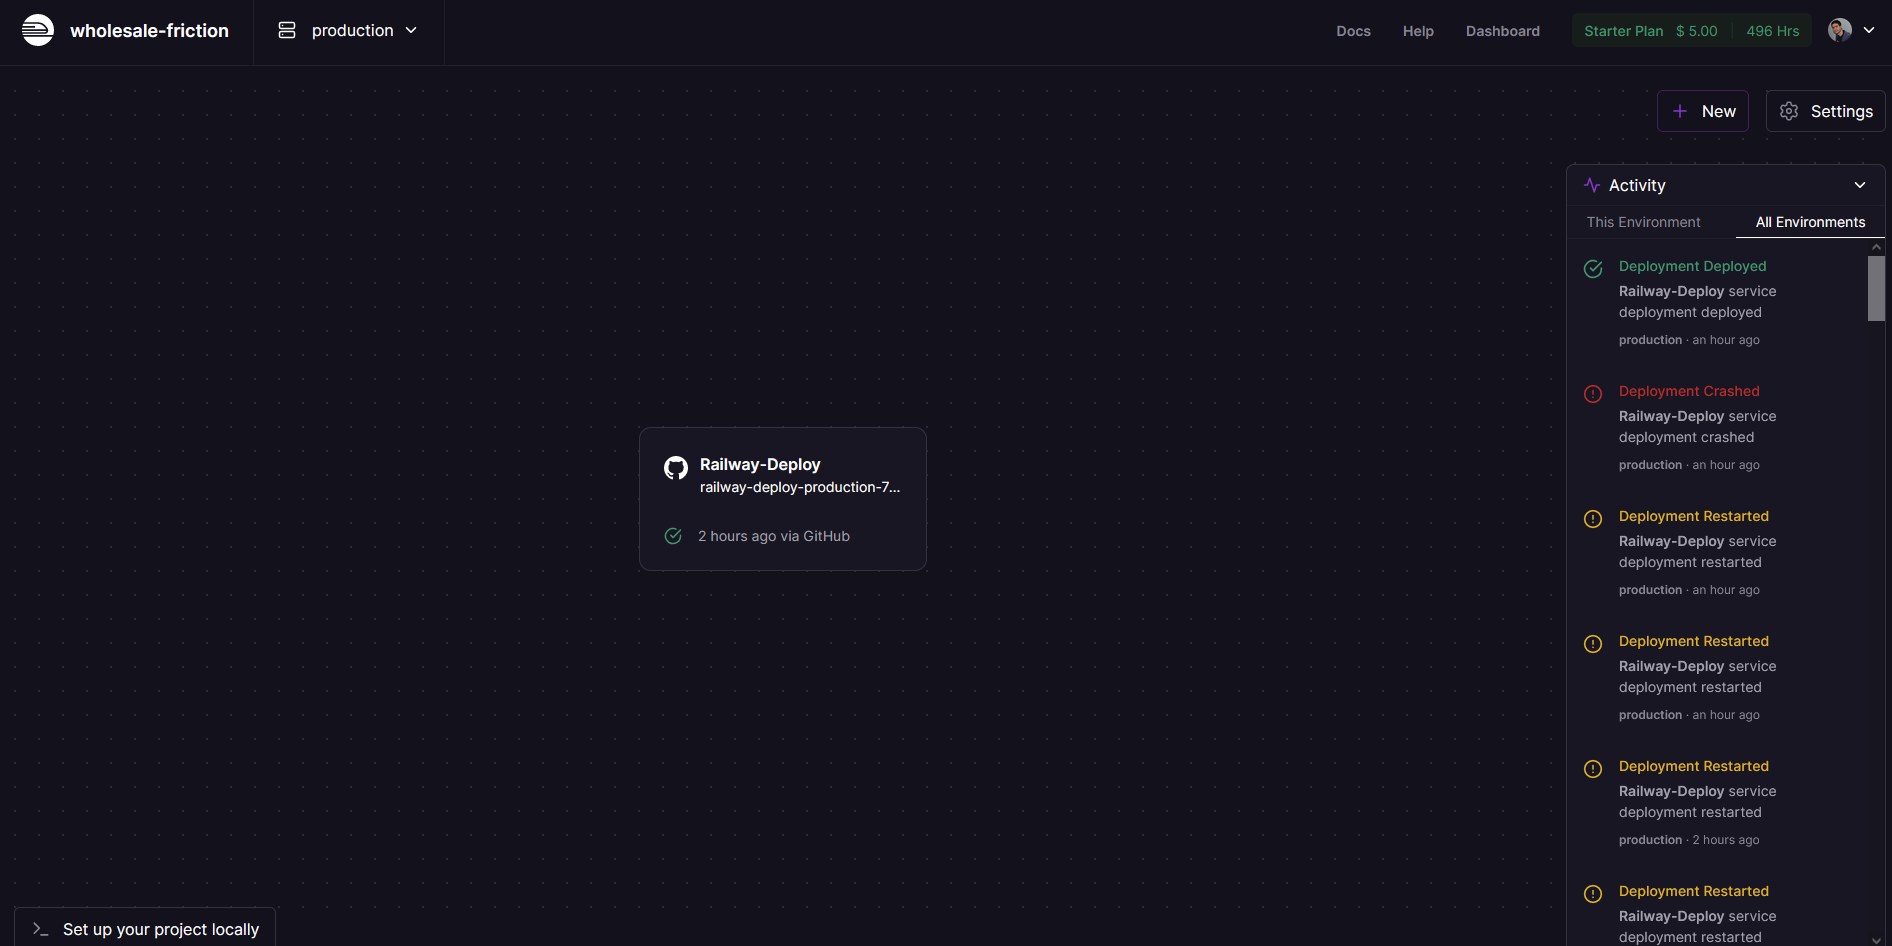 wholesale-friction
production
Docs
Help
Dashboard
Starter Plan $ 5.00 496 Hrs
New
Settings
Activity
This Environment
All Environments
Deployment Deployed
Railway-Deploy service
deployment deployed
production · an hour ago
Deployment Crashed
Railway-Deploy service
deployment crashed
production · an hour ago
Deployment Restarted
Railway-Deploy service
deployment restarted
production · an hour ago
Deployment Restarted
Railway-Deploy service
deployment restarted
production · an hour ago
Deployment Restarted
Railway-Deploy service
deployment restarted
production · 2 hours ago
Deployment Restarted
Railway-Deploy service
deployment restarted
Railway-Deploy
railway-deploy-production-7...
2 hours ago via GitHub
Set up your project locally